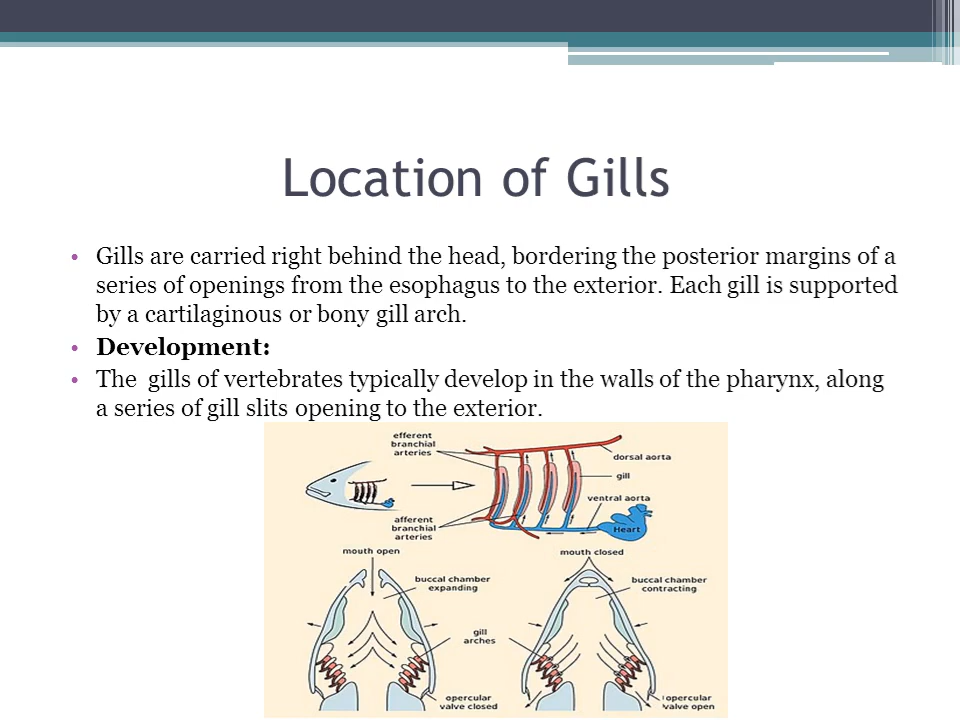 Location of Gills
• Gills are carried right behind the head, bordering the posterior margins of a
series of openings from the esophagus to the exterior. Each gill is supported
by a cartilaginous or bony gill arch.
• Development:
• The  gills of vertebrates typically develop in the walls of the pharynx, along
a series of gill slits opening to the exterior.
efferent
branchial
arteries
dorsal aorta
gill
ventral aorta
Heart
afferent
branchial
arteries
mouth open
mouth closed
buccal chamber
expanding
buccal chamber
contracting
gill
arches
opercular
valve closed
opercular
valve open